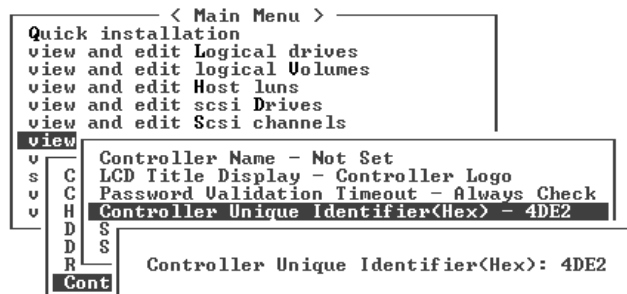 < Main Menu >
Quick installation
view and edit Logical drives
view and edit logical Volumes
view and edit Host luns
view and edit scsi Drives
view and edit Scsi channels
view
v
Controller Name - Not Set
s
C
LCD Title Display - Controller Logo
v
C
Password Validation Timeout - Always Check
v
H
Controller Unique Identifier(Hex) - 4DE2
D
S
D
S
R
Controller Unique Identifier(Hex): 4DE2
Cont